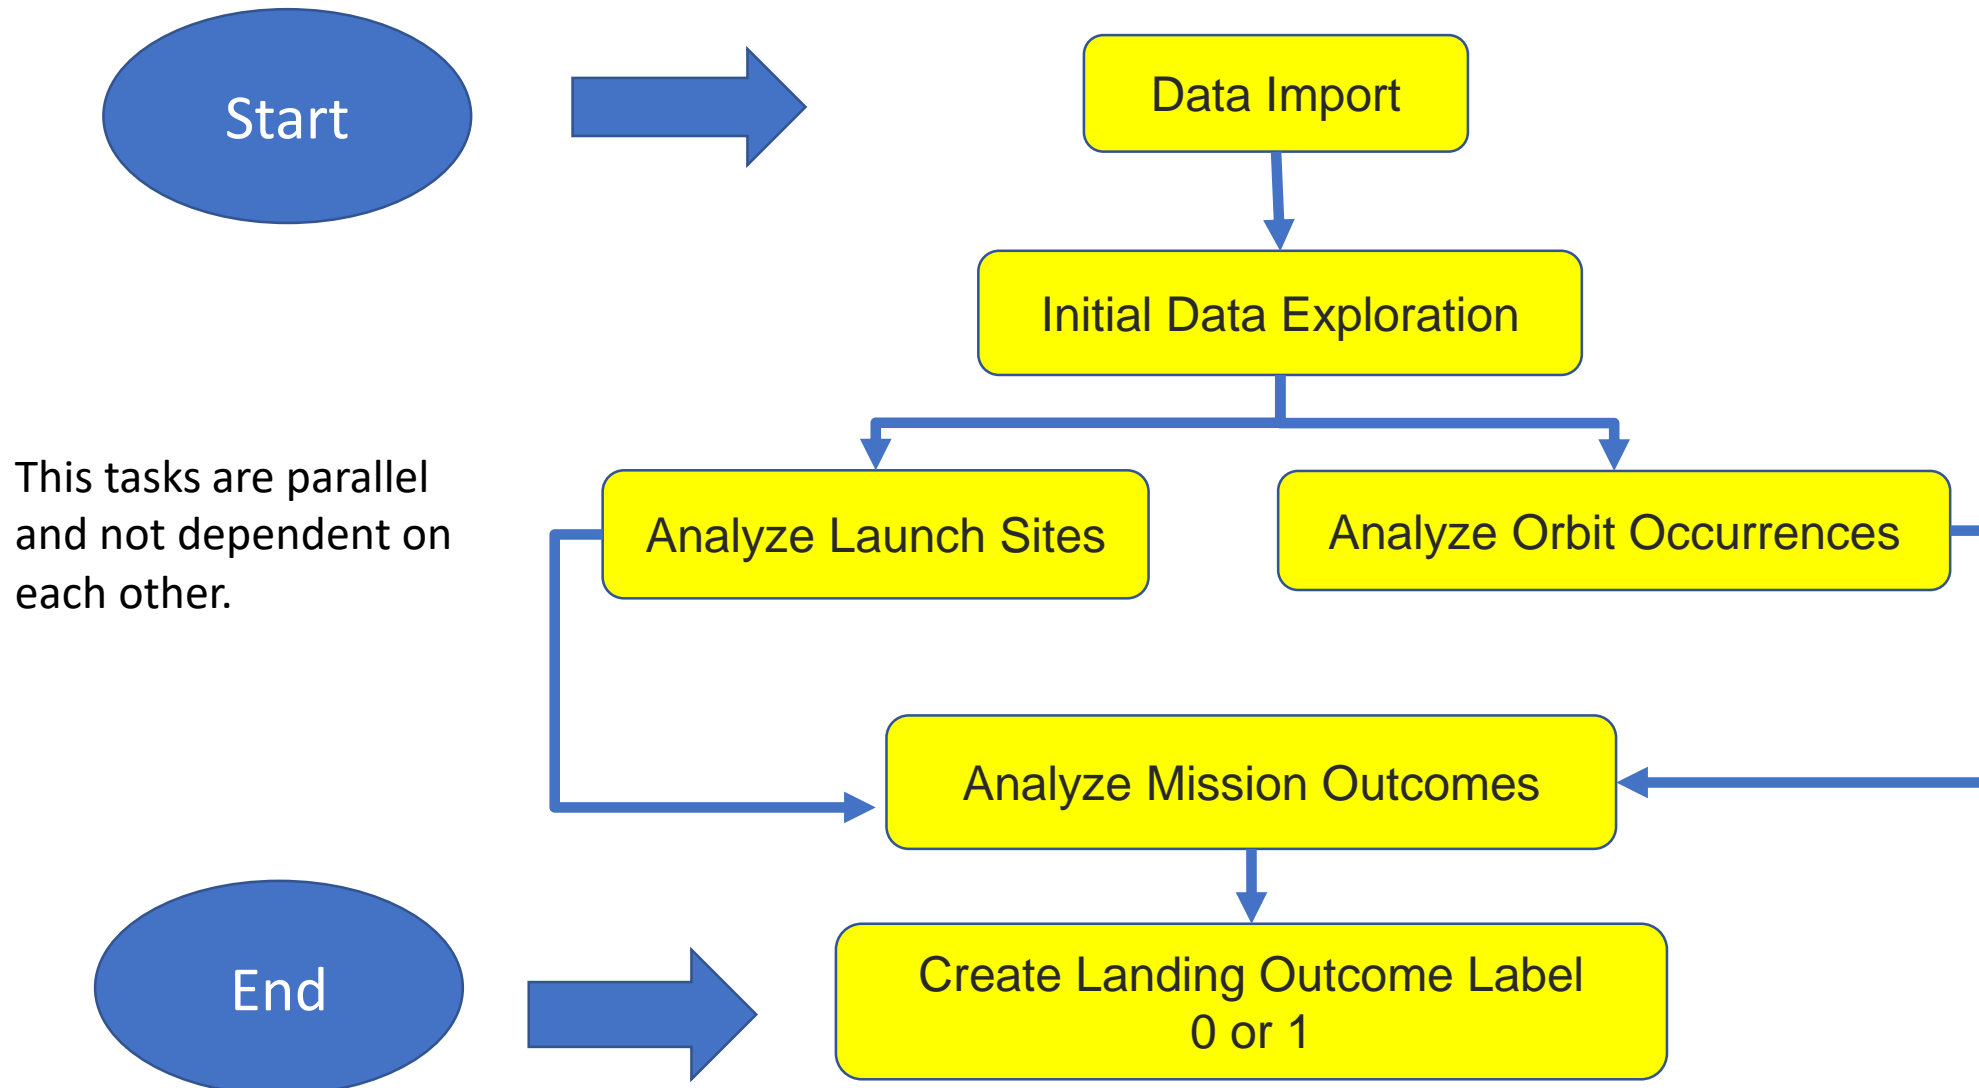 Start
Data Import
Initial Data Exploration
This tasks are parallel
and not dependent on
each other.
Analyze Launch Sites
Analyze Orbit Occurrences
Analyze Mission Outcomes
End
Create Landing Outcome Label
0 or 1